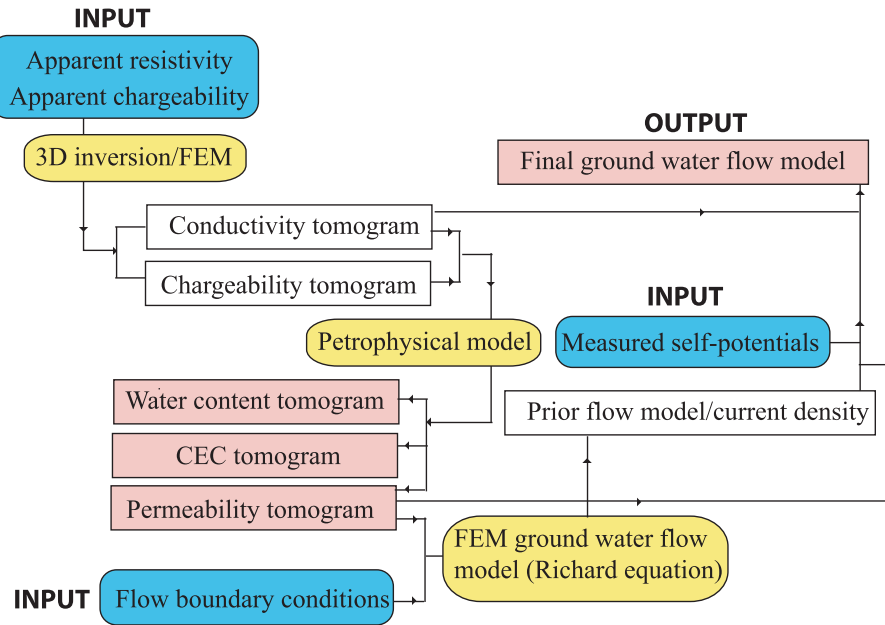 INPUT
Apparent resistivity
Apparent chargeability
3D inversion/FEM
OUTPUT
Final ground water flow model
Conductivity tomogram
Chargeability tomogram
INPUT
Petrophysical model
Measured self-potentials
Water content tomogram
Prior flow model/current density
CEC tomogram
Permeability tomogram
FEM ground water flow
model (Richard equation)
INPUT
Flow boundary conditions